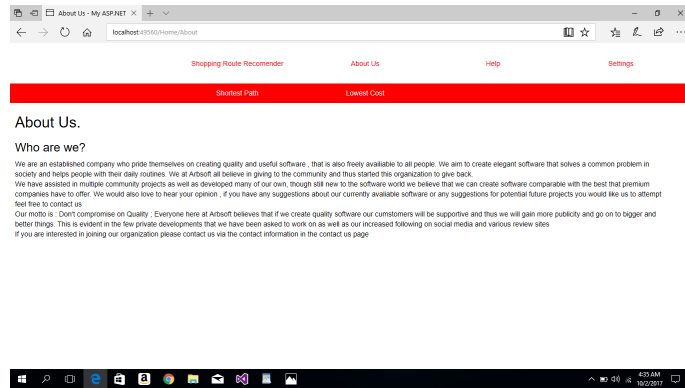 About Us - My ASP.NET
localhost:49560/Home/About
Shopping Route Recomender About Us Help Settings
Shortest Path Lowest Cost
About Us.
Who are we?
We are an established company who pride themselves on creating quality and useful software , that is also freely availiable to all people. We aim to create elegant software that solves a common problem in
society and helps people with their daily routines. We at Arbsoft all believe in giving to the community and thus started this organization to give back.
We have assisted in multiple community projects as well as developed many of our own, though still new to the software world we believe that we can create software comparable with the best that premium
companies have to offer. We would also love to hear your opinion , if you have any suggestions about our currently avaliable software or any suggestions for potential future projects you would like us to attempt
feel free to contact us
Our motto is : Don't compromise on Quality ; Everyone here at Arbsoft believes that if we create quality software our cumstomers will be supportive and thus we will gain more publicity and go on to bigger and
better things. This is evident in the few private developments that we have been asked to work on as well as our increased following on social media and various review sites
If you are interested in joining our organization please contact us via the contact information in the contact us page
4:35 AM
10/2/2017